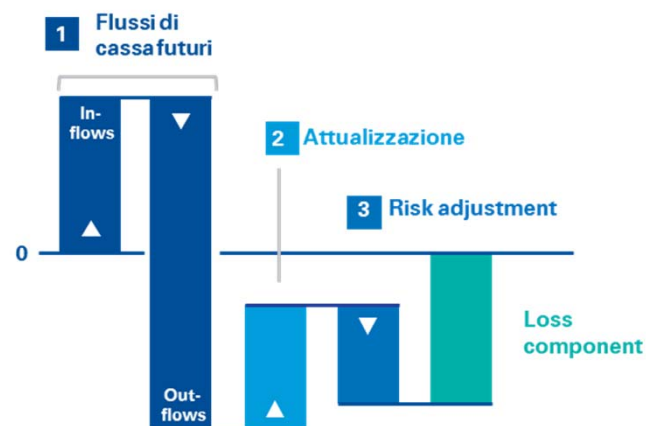 1 Flussi di
cassa futuri
In-
flows
2 Attualizzazione
3 Risk adjustment
0
Loss
component
Out-
flows